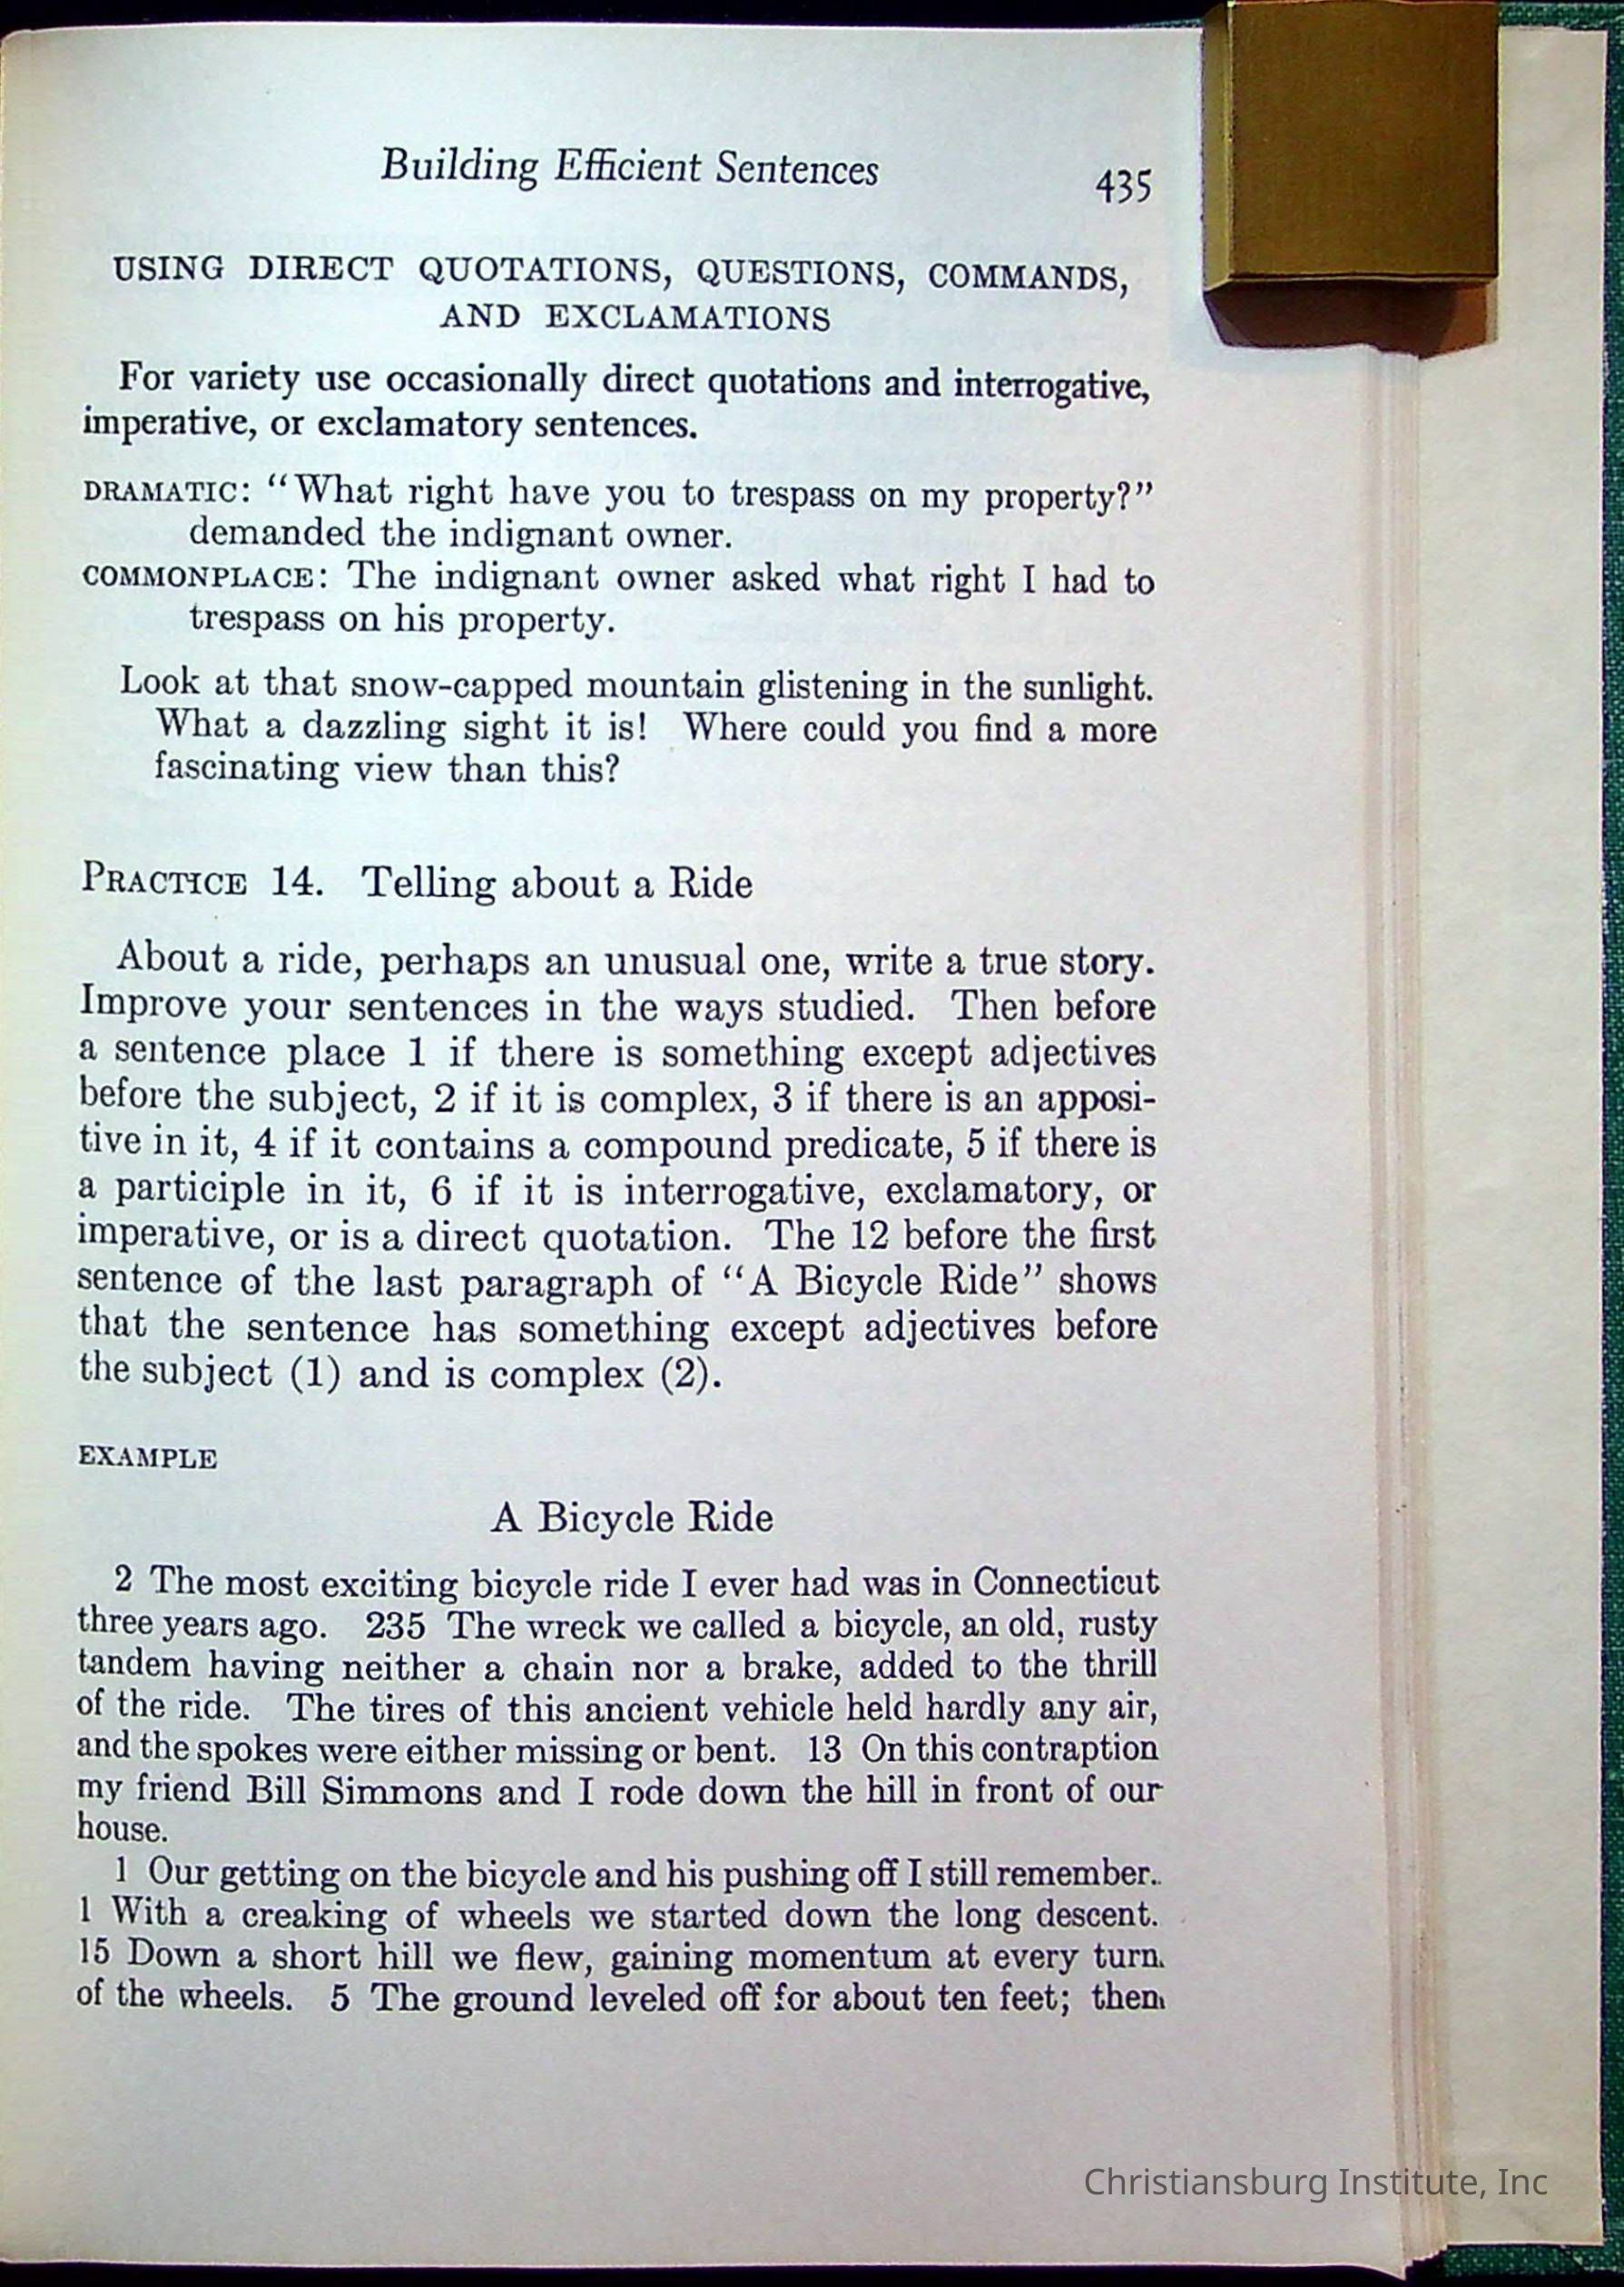 Building Efficient Sentences 435
USING DIRECT QUOTATIONS, QUESTIONS, COMMANDS,
AND EXCLAMATIONS
For variety use occasionally direct quotations and interrogative,
imperative, or exclamatory sentences.
DRAMATIC: “What right have you to trespass on my property?”
demanded the indignant owner.
COMMONPLACE: The indignant owner asked what right I had to
trespass on his property.
Look at that snow-capped mountain glistening in the sunlight.
What a dazzling sight it is! Where could you find a more
fascinating view than this?
PRACTICE 14. Telling about a Ride
About a ride, perhaps an unusual one, write a true story.
Improve your sentences in the ways studied. Then before
a sentence place 1 if there is something except adjectives
before the subject, 2 if it is complex, 3 if there is an apposi-
tive in it, 4 if it contains a compound predicate, 5 if there is
a participle in it, 6 if it is interrogative, exclamatory, or
imperative, or is a direct quotation. The 12 before the first
sentence of the last paragraph of “A Bicycle Ride” shows
that the sentence has something except adjectives before
the subject (1) and is complex (2).
EXAMPLE
A Bicycle Ride
2 The most exciting bicycle ride I ever had was in Connecticut
three years ago. 235 The wreck we called a bicycle, an old, rusty
tandem having neither a chain nor a brake, added to the thrill
of the ride. The tires of this ancient vehicle held hardly any air,
and the spokes were either missing or bent. 13 On this contraption
my friend Bill Simmons and I rode down the hill in front of our
house.
1 Our getting on the bicycle and his pushing off I still remember.
1 With a creaking of wheels we started down the long descent.
15 Down a short hill we flew, gaining momentum at every turn
of the wheels. 5 The ground leveled off for about ten feet; then
Christiansburg Institute, Inc